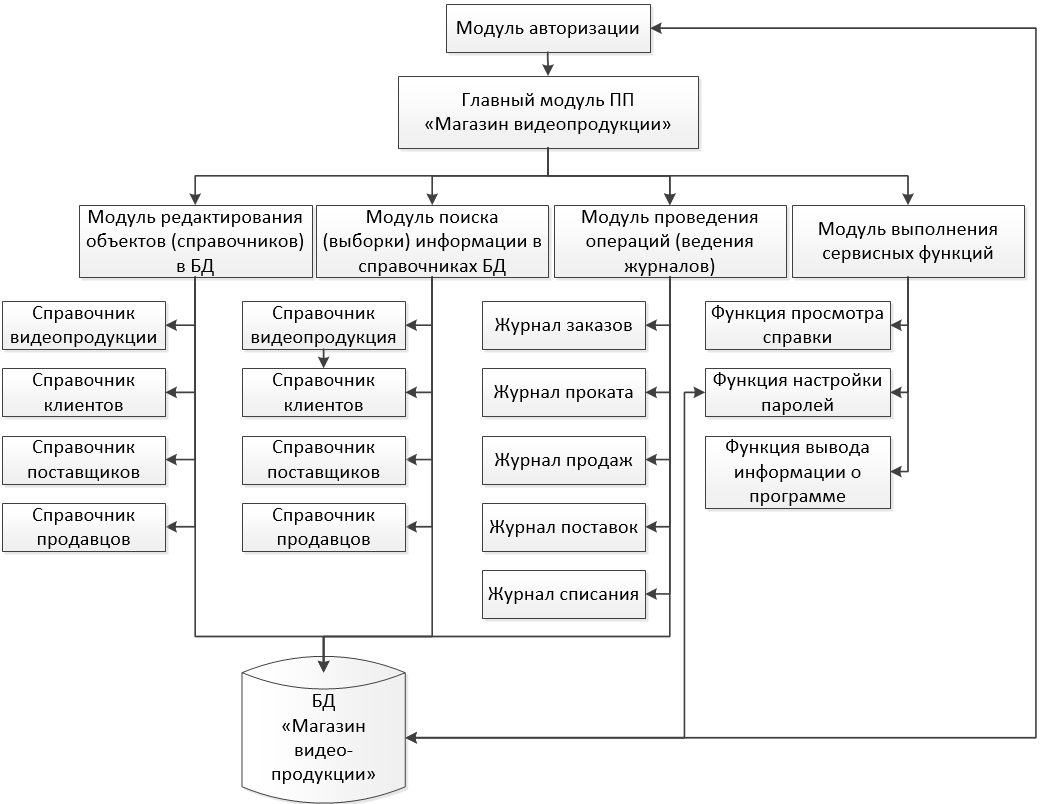 Модуль авторизации
Главный модуль ПП
«Магазин видеопродукции»
Модуль редактирования
объектов (справочников)
в БД
Модуль поиска
(выборки) информации в
справочниках БД
Модуль проведения
операций (ведения
журналов)
Модуль выполнения
сервисных функций
Справочник
видеопродукции
Справочник
клиентов
Справочник
поставщиков
Справочник
продавцов
Справочник
видеопродукция
Справочник
клиентов
Справочник
поставщиков
Справочник
продавцов
Журнал заказов
Журнал проката
Журнал продаж
Журнал поставок
Журнал списания
Функция просмотра
справки
Функция настройки
паролей
Функция вывода
информации о
программе
БД
«Магазин
видео-
продукции»